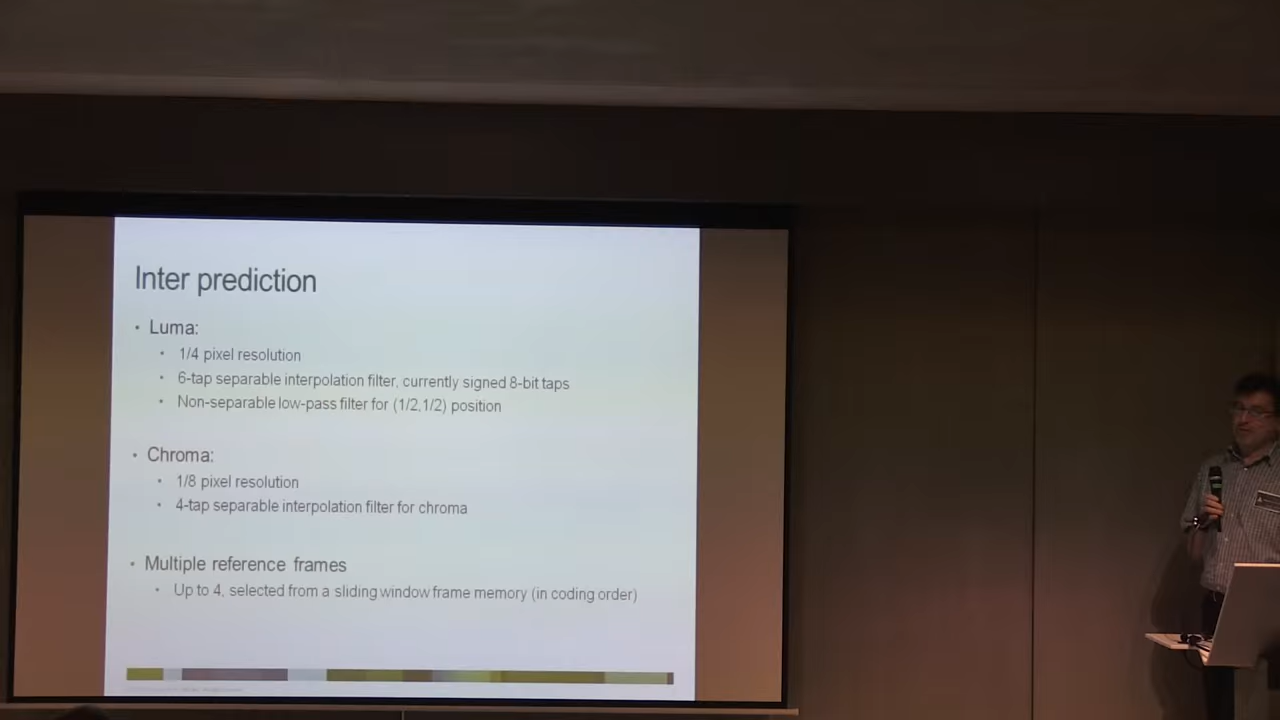 Inter prediction
• Luma:
• 1/4 pixel resolution
• 6-tap separable interpolation filter, currently signed 8-bit taps
• Non-separable low-pass filter for (1/2,1/2) position
• Chroma:
• 1/8 pixel resolution
• 4-tap separable interpolation filter for chroma
• Multiple reference frames
• Up to 4, selected from a sliding window frame memory (in coding order)